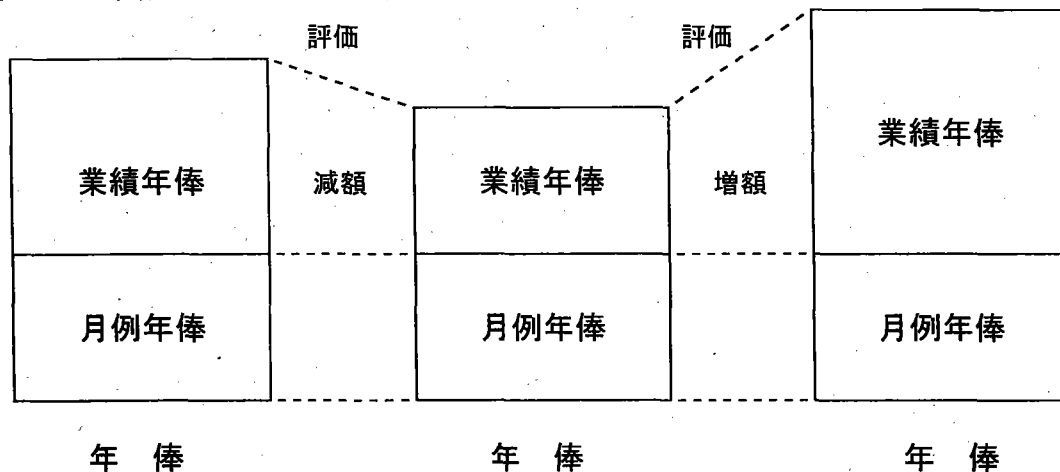 評価
評価
業績年俸
業績年俸
減額
業績年俸
増額
月例年俸
月例年俸
月例年俸
年 俸
年 俸
年 俸